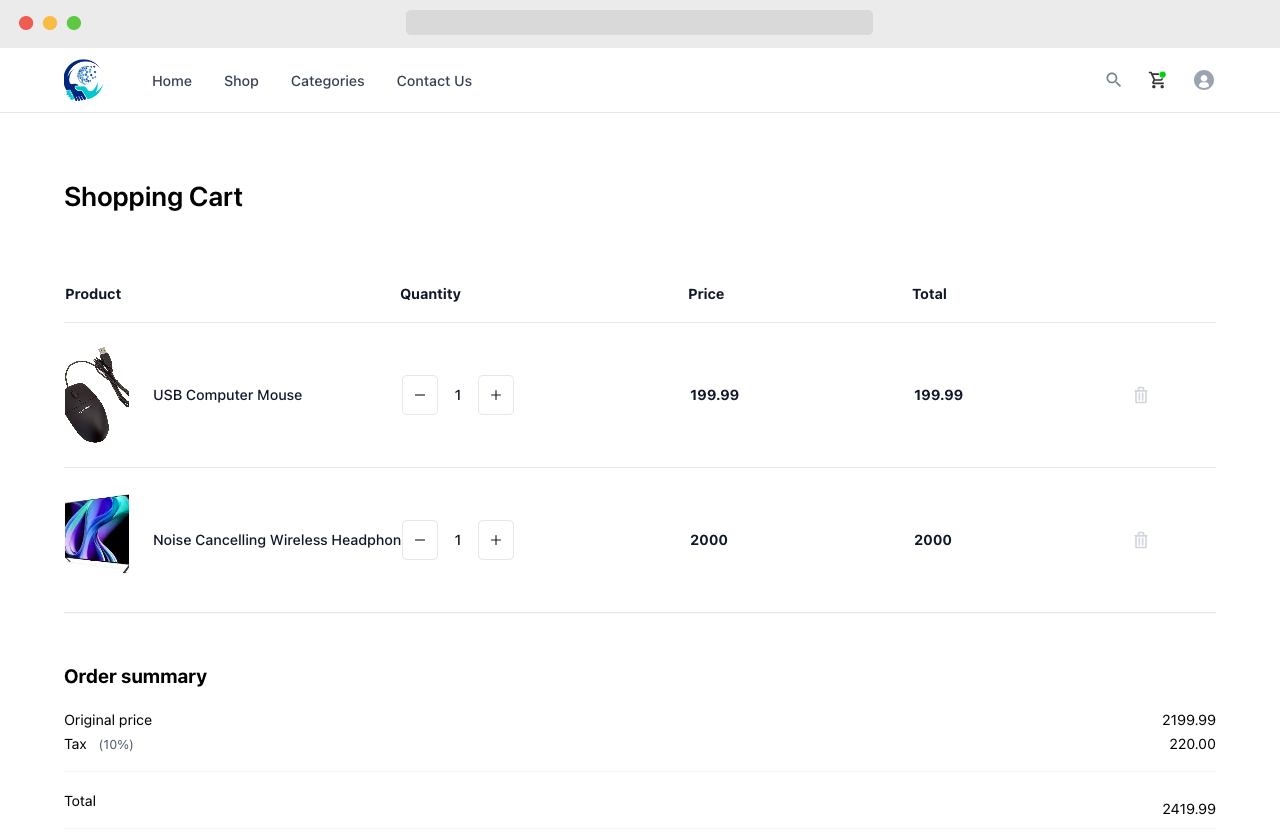 Home Shop Categories Contact Us
Shopping Cart
Product Quantity Price Total
USB Computer Mouse 1 199.99 199.99
Noise Cancelling Wireless Headphon 1 2000 2000
Order summary
Original price 2199.99
Tax (10%) 220.00
Total 2419.99